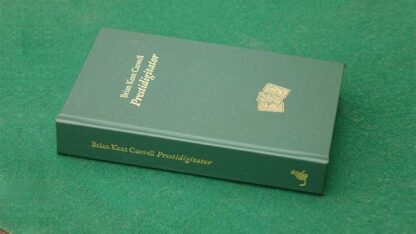 Brian Kent Caswell
Prestidigitator
Brian Kent Caswell Prestidigitator